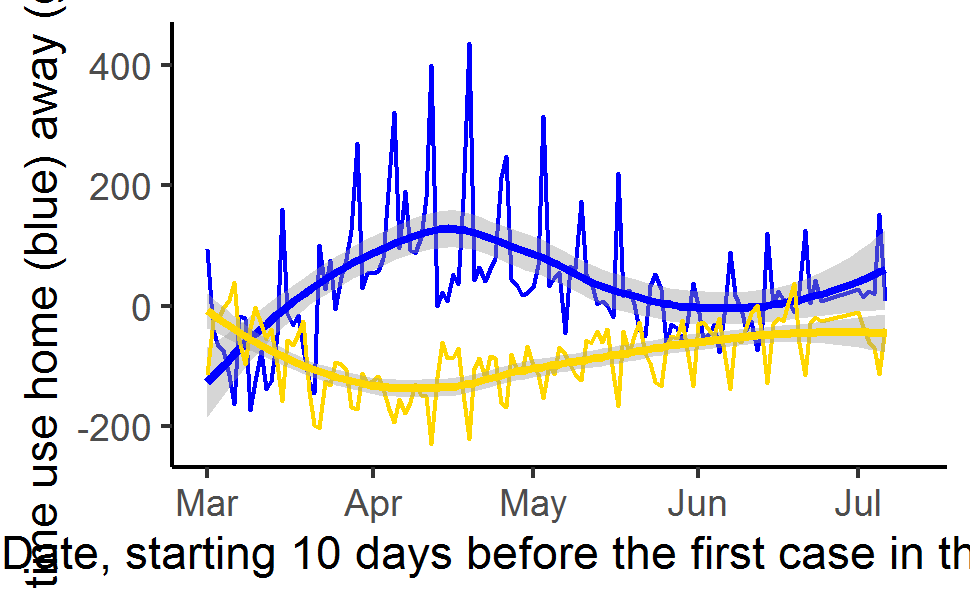 time use home (blue) away (
400
200
0
-200
Mar Apr May Jun Jul
Date, starting 10 days before the first case in th